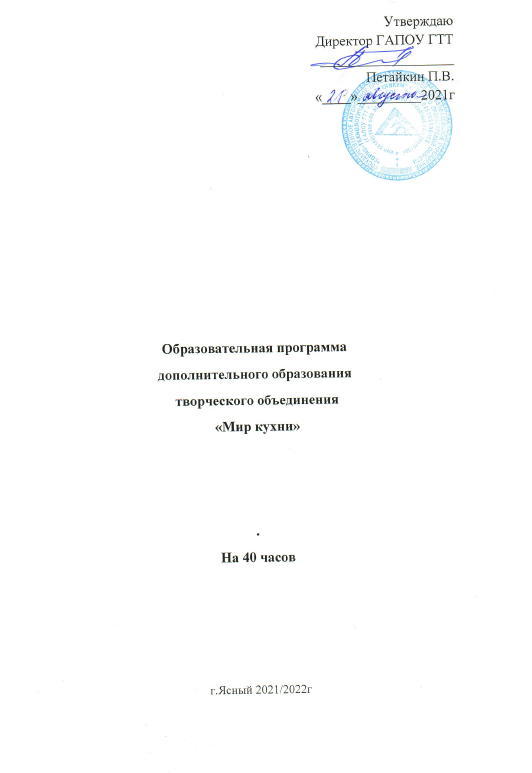 Утверждаю
Директор ГАПОУ ГТТ
Петайкин П.В.
« » августа 2021г
Образовательная программа
дополнительного образования
творческого объединения
«Мир кухни»
.
На 40 часов
г.Ясный 2021/2022г